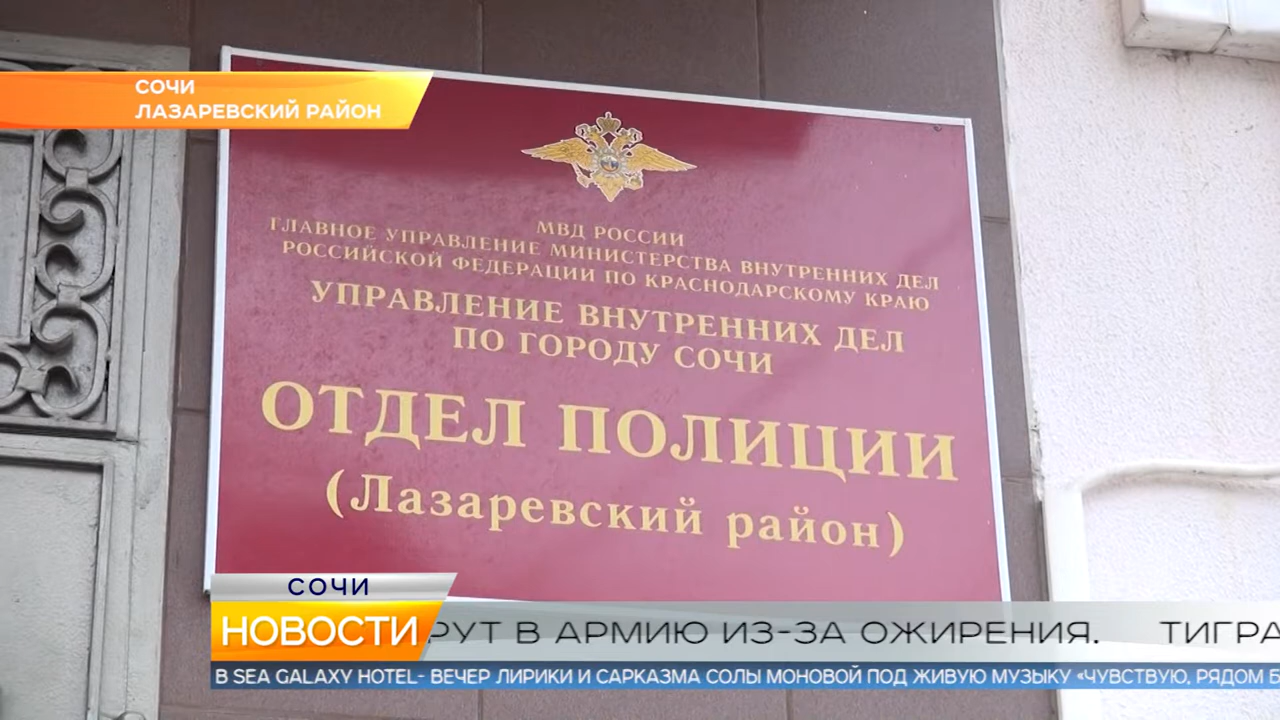 СОЧИ
ЛАЗАРЕВСКИЙ РАЙОН
МВД РОССИИ
ГЛАВНОЕ УПРАВЛЕНИЕ МИНИСТЕРСТВА ВНУТРЕННИХ ДЕЛ
РОССИЙСКОЙ ФЕДЕРАЦИИ ПО КРАСНОДАРСКОМУ КРАЮ
УПРАВЛЕНИЕ ВНУТРЕННИХ ДЕЛ
ПО ГОРОДУ СОЧИ
ОТДЕЛ ПОЛИЦИИ
(Лазаревский район)
СОЧИ
НОВОСТИ
В АРМИЮ ИЗ-ЗА ОЖИРЕНИЯ.
В SEA GALAXY HOTEL- ВЕЧЕР ЛИРИКИ И САРКАЗМА СОЛЫ МОНОВОЙ ПОД ЖИВУЮ МУЗЫКУ «ЧУВСТВУЮ, РЯДОМ